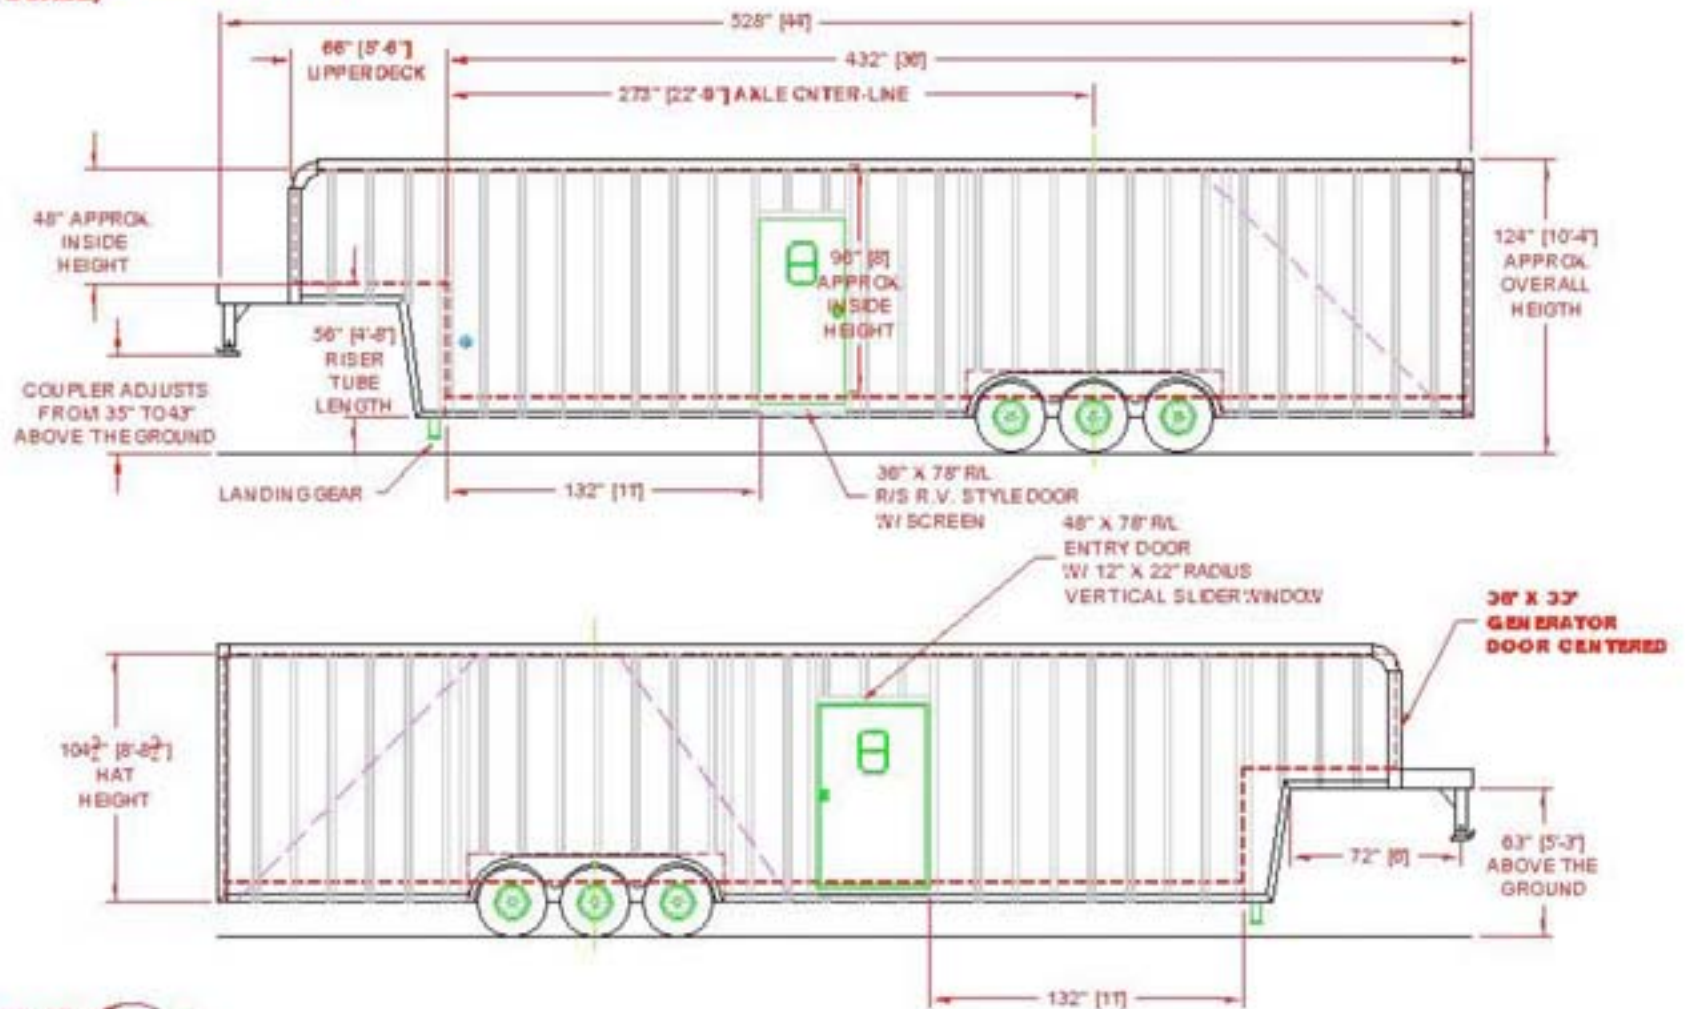 528" [44']
66" [5'-6"]
UPPER DECK
432" [36']
273" [22'-9"] AXLE CNTER-LINE
48" APPROX.
INSIDE
HEIGHT
96" [8']
APPROX.
INSIDE
HEIGHT
124" [10'-4"]
APPROX.
OVERALL
HEIGTH
56" [4'-8"]
RISER
TUBE
LENGTH
COUPLER ADJUSTS
FROM 35" TO 43"
ABOVE THE GROUND
LANDING GEAR
132" [11']
36" X 78" R/L
R/S R.V. STYLE DOOR
W/ SCREEN
48" X 78" R/L
ENTRY DOOR
W/ 12" X 22" RADIUS
VERTICAL SLIDER WINDOW
GENERATOR
DOOR CENTERED
HAT
HEIGHT
72" [6']
63" [5'-3"]
ABOVE THE
GROUND
132" [11']